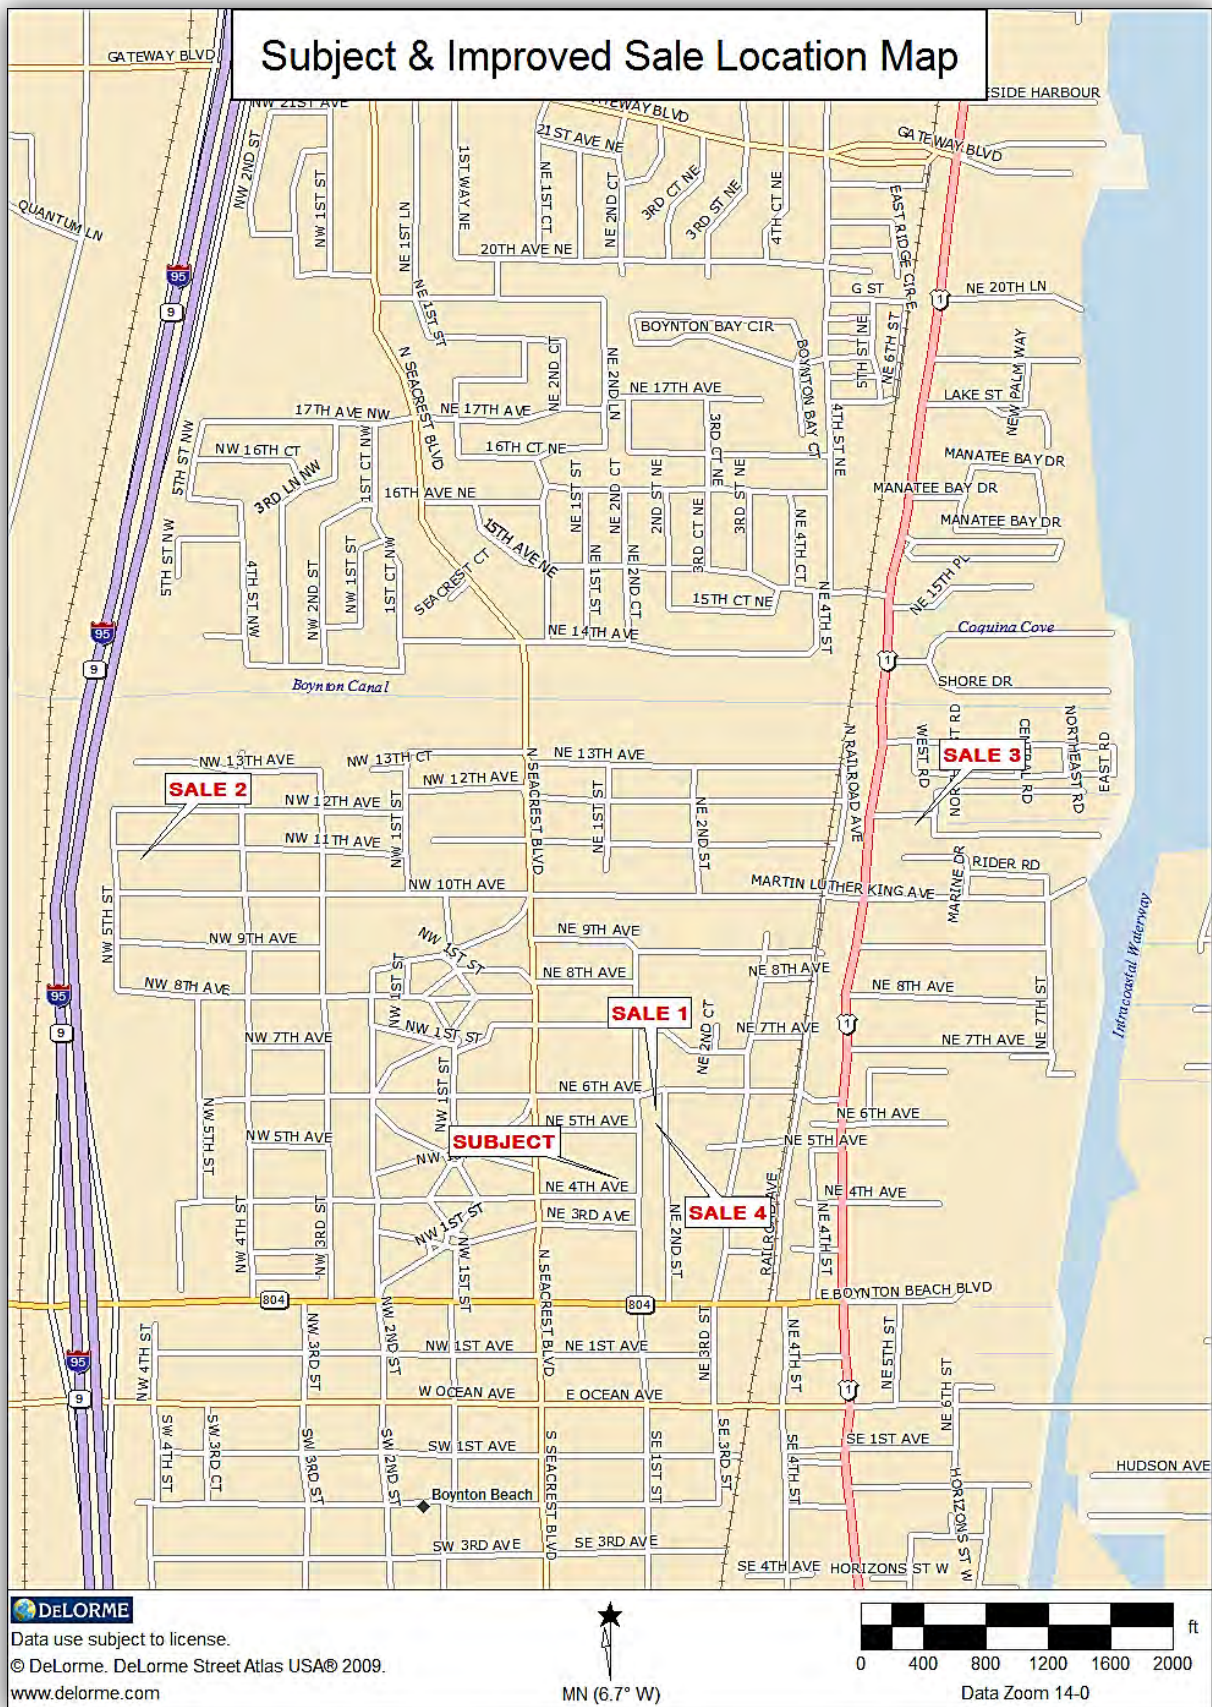 Subject & Improved Sale Location Map
GATEWAY BLVD
NW 21ST AVE
GATEWAY BLVD
ESIDE HARBOUR
GATEWAY BLVD
NW 2ND ST
NW 1ST ST
NE 1ST LN
1ST WAY NE
21ST AVE NE
NE 1ST CT
NE 2ND CT
3RD CT NE
3RD ST NE
4TH CT NE
EAST RIDGE CIR E
QUANTUM LN
20TH AVE NE
95
9
G ST
NE 20TH LN
1
NE 1ST ST
BOYNTON BAY CIR
BOYNTON BAY CT
5TH ST NE
NE 6TH ST
NEW PALM WAY
N SEACREST BLVD
NE 2ND CT
NE 2ND LN
NE 17TH AVE
LAKE ST
17TH AVE NW
NE 17TH AVE
3RD CT NE
4TH ST NE
5TH ST NW
NW 16TH CT
3RD LN NW
1ST CT NW
16TH CT NE
MANATEE BAY DR
16TH AVE NE
NE 1ST ST
NE 2ND CT
2ND ST NE
3RD ST NE
MANATEE BAY DR
MANATEE BAY DR
15TH AVE NE
3RD CT NE
NE 4TH CT
5TH ST NW
4TH ST NW
NW 2ND ST
NW 1ST ST
1ST CT NW
SEACREST CT
NE 1ST ST
NE 2ND CT
15TH CT NE
NE 4TH ST
NE 15TH PL
95
9
NE 14TH AVE
Coquina Cove
1
SHORE DR
Boynton Canal
NW 13TH AVE
NW 13TH CT
NE 13TH AVE
N RAILROAD AVE
WEST RD
CENTRAL RD
NORTHEAST RD
EAST RD
SALE 3
SALE 2
NW 12TH AVE
NW 12TH AVE
N SEACREST BLVD
NE 1ST ST
NE 2ND ST
NW 11TH AVE
NW 1ST ST
MARINE DR
RIDER RD
NW 10TH AVE
MARTIN LUTHER KING AVE
NW 5TH ST
NW 9TH AVE
NW 1ST ST
NE 9TH AVE
Intracoastal Waterway
NW 8TH AVE
NW 1ST ST
NE 8TH AVE
NE 8TH AVE
NE 8TH AVE
95
9
SALE 1
1
NE 7TH ST
NW 7TH AVE
NW 1ST ST
NE 2ND CT
NE 7TH AVE
NE 7TH AVE
NW 1ST ST
NE 6TH AVE
NW 5TH ST
NE 5TH AVE
NE 6TH AVE
NW 5TH AVE
SUBJECT
NE 5TH AVE
NE 4TH AVE
NE 4TH AVE
NW 4TH ST
NW 3RD ST
NW 1ST ST
NE 3RD AVE
SALE 4
NE 2ND ST
NE 4TH ST
NW 1ST ST
N SEACREST BLVD
804
804
E BOYNTON BEACH BLVD
NW 4TH ST
NW 3RD ST
NW 2ND ST
NW 1ST AVE
NE 1ST AVE
NE 3RD ST
NE 4TH ST
NE 5TH ST
95
9
W OCEAN AVE
E OCEAN AVE
1
NE 6TH ST
SW 4TH ST
SW 3RD CT
SW 3RD ST
SW 2ND ST
SW 1ST AVE
S SEACREST BLVD
SE 1ST ST
SE 3RD ST
SE 4TH ST
SE 1ST AVE
HUDSON AVE
Boynton Beach
HORIZONS ST W
SW 3RD AVE
SE 3RD AVE
SE 4TH AVE
HORIZONS ST W
DELORME
Data use subject to license.
© DeLorme. DeLorme Street Atlas USA® 2009.
www.delorme.com
MN (6.7° W)
ft
0 400 800 1200 1600 2000
Data Zoom 14-0